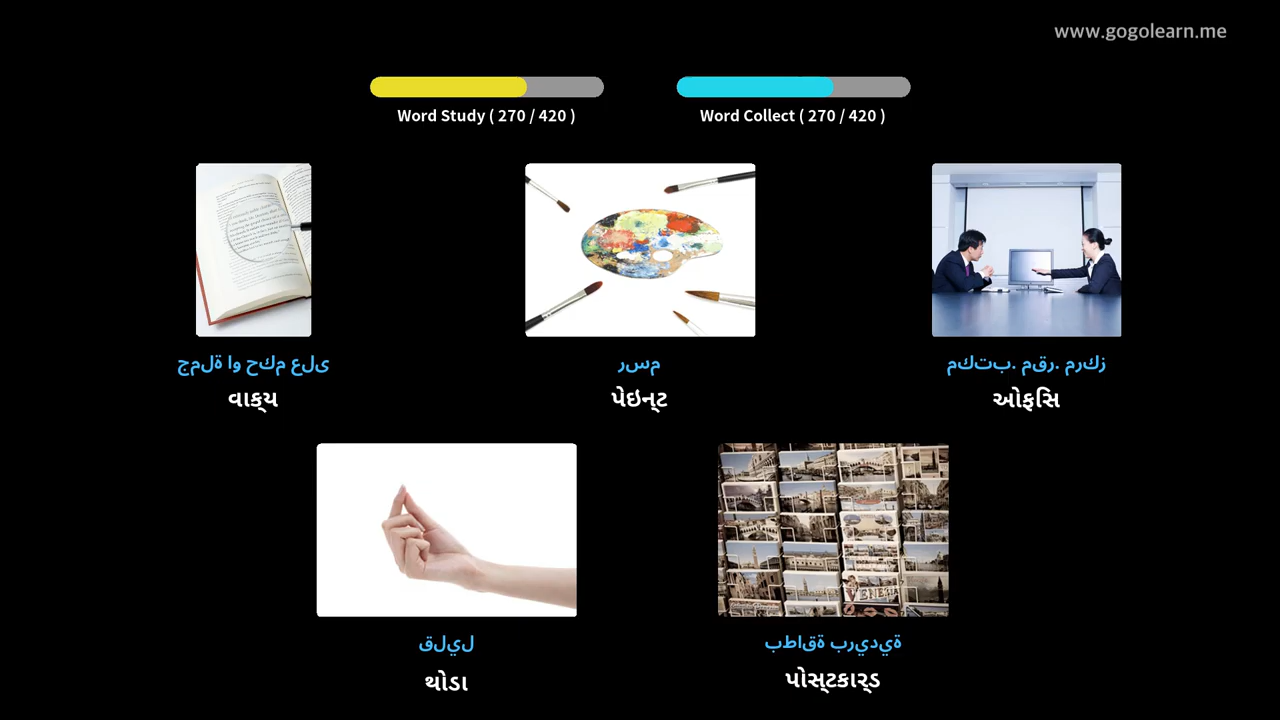 www.gogolearn.me
Word Study ( 270 / 420 )
Word Collect ( 270 / 420 )
جملة او حكم على
વાક્ય
رسم
પેઇન્ટ
مكتب. مقر. مركز
ઓફિસ
قليل
થોડા
بطاقة بريدية
પોસ્ટકાર્ડ